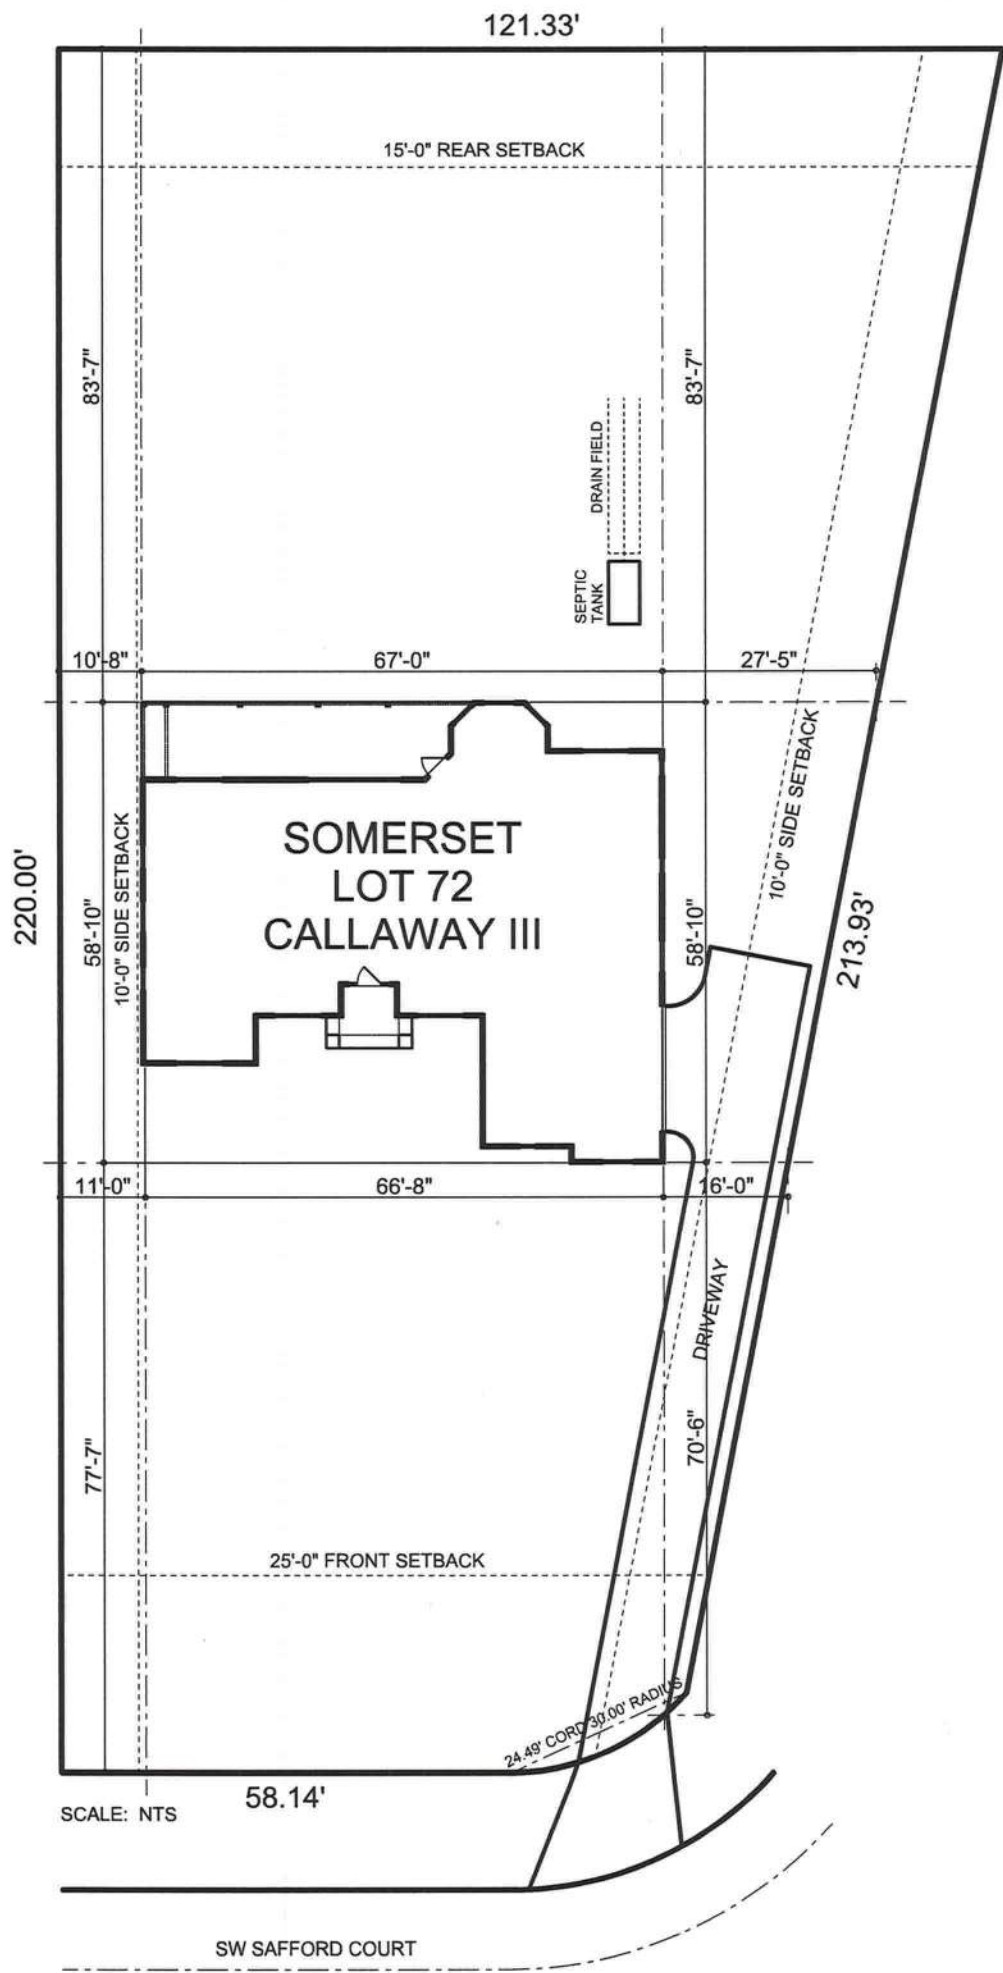 121.33'
15'-0" REAR SETBACK
83'-7"
83'-7"
DRAIN FIELD
SEPTIC
TANK
10'-8"
67'-0"
27'-5"
SOMERSET
LOT 72
CALLAWAY III
220.00'
58'-10"
10'-0" SIDE SETBACK
58'-10"
10'-0" SIDE SETBACK
213.93'
11'-0"
66'-8"
16'-0"
DRIVEWAY
77'-7"
70'-6"
25'-0" FRONT SETBACK
24.49' CORD 30.00' RADIUS
58.14'
SCALE: NTS
SW SAFFORD COURT